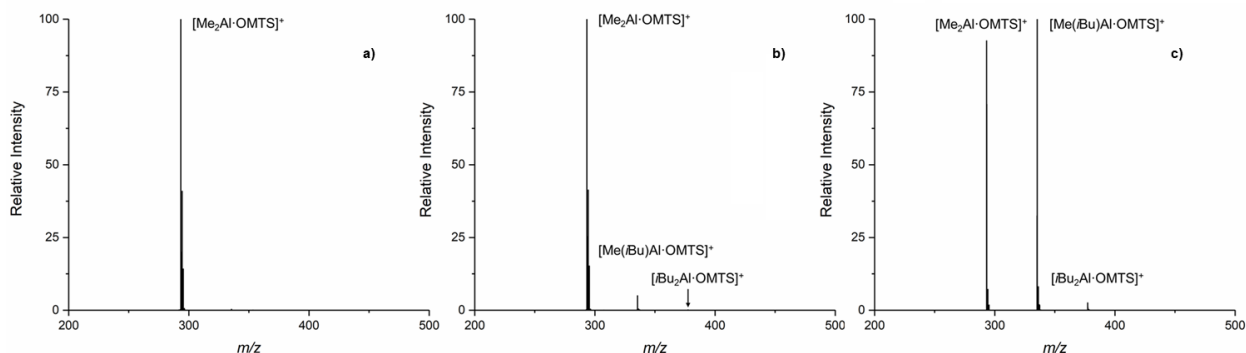 100
75
50
25
0
Relative Intensity
[Me₂Al·OMTS]⁺
a)
200
300
400
500
m/z
100
75
50
25
0
Relative Intensity
[Me₂Al·OMTS]⁺
b)
[Me(iBu)Al·OMTS]⁺
[iBu₂Al·OMTS]⁺
200
300
400
500
m/z
100
75
50
25
0
Relative Intensity
[Me₂Al·OMTS]⁺
[Me(iBu)Al·OMTS]⁺
c)
[iBu₂Al·OMTS]⁺
200
300
400
500
m/z